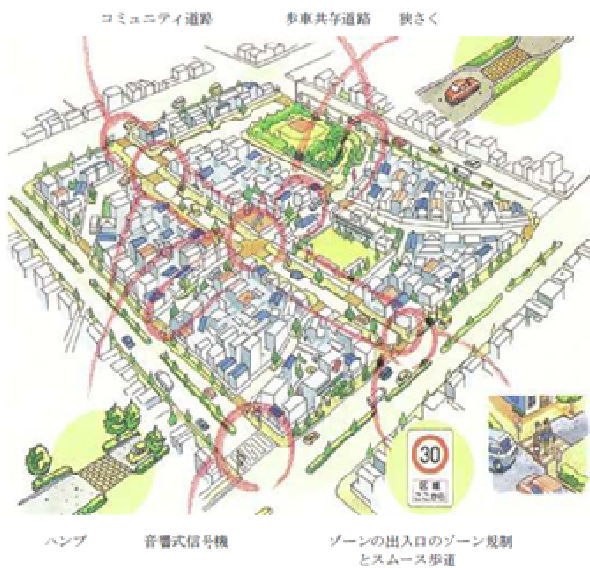 コミュニティ道路
歩車共存道路
狭さく
30
ここから
ハンプ
音響式信号機
ゾーンの出入口のゾーン規制
とスムース歩道